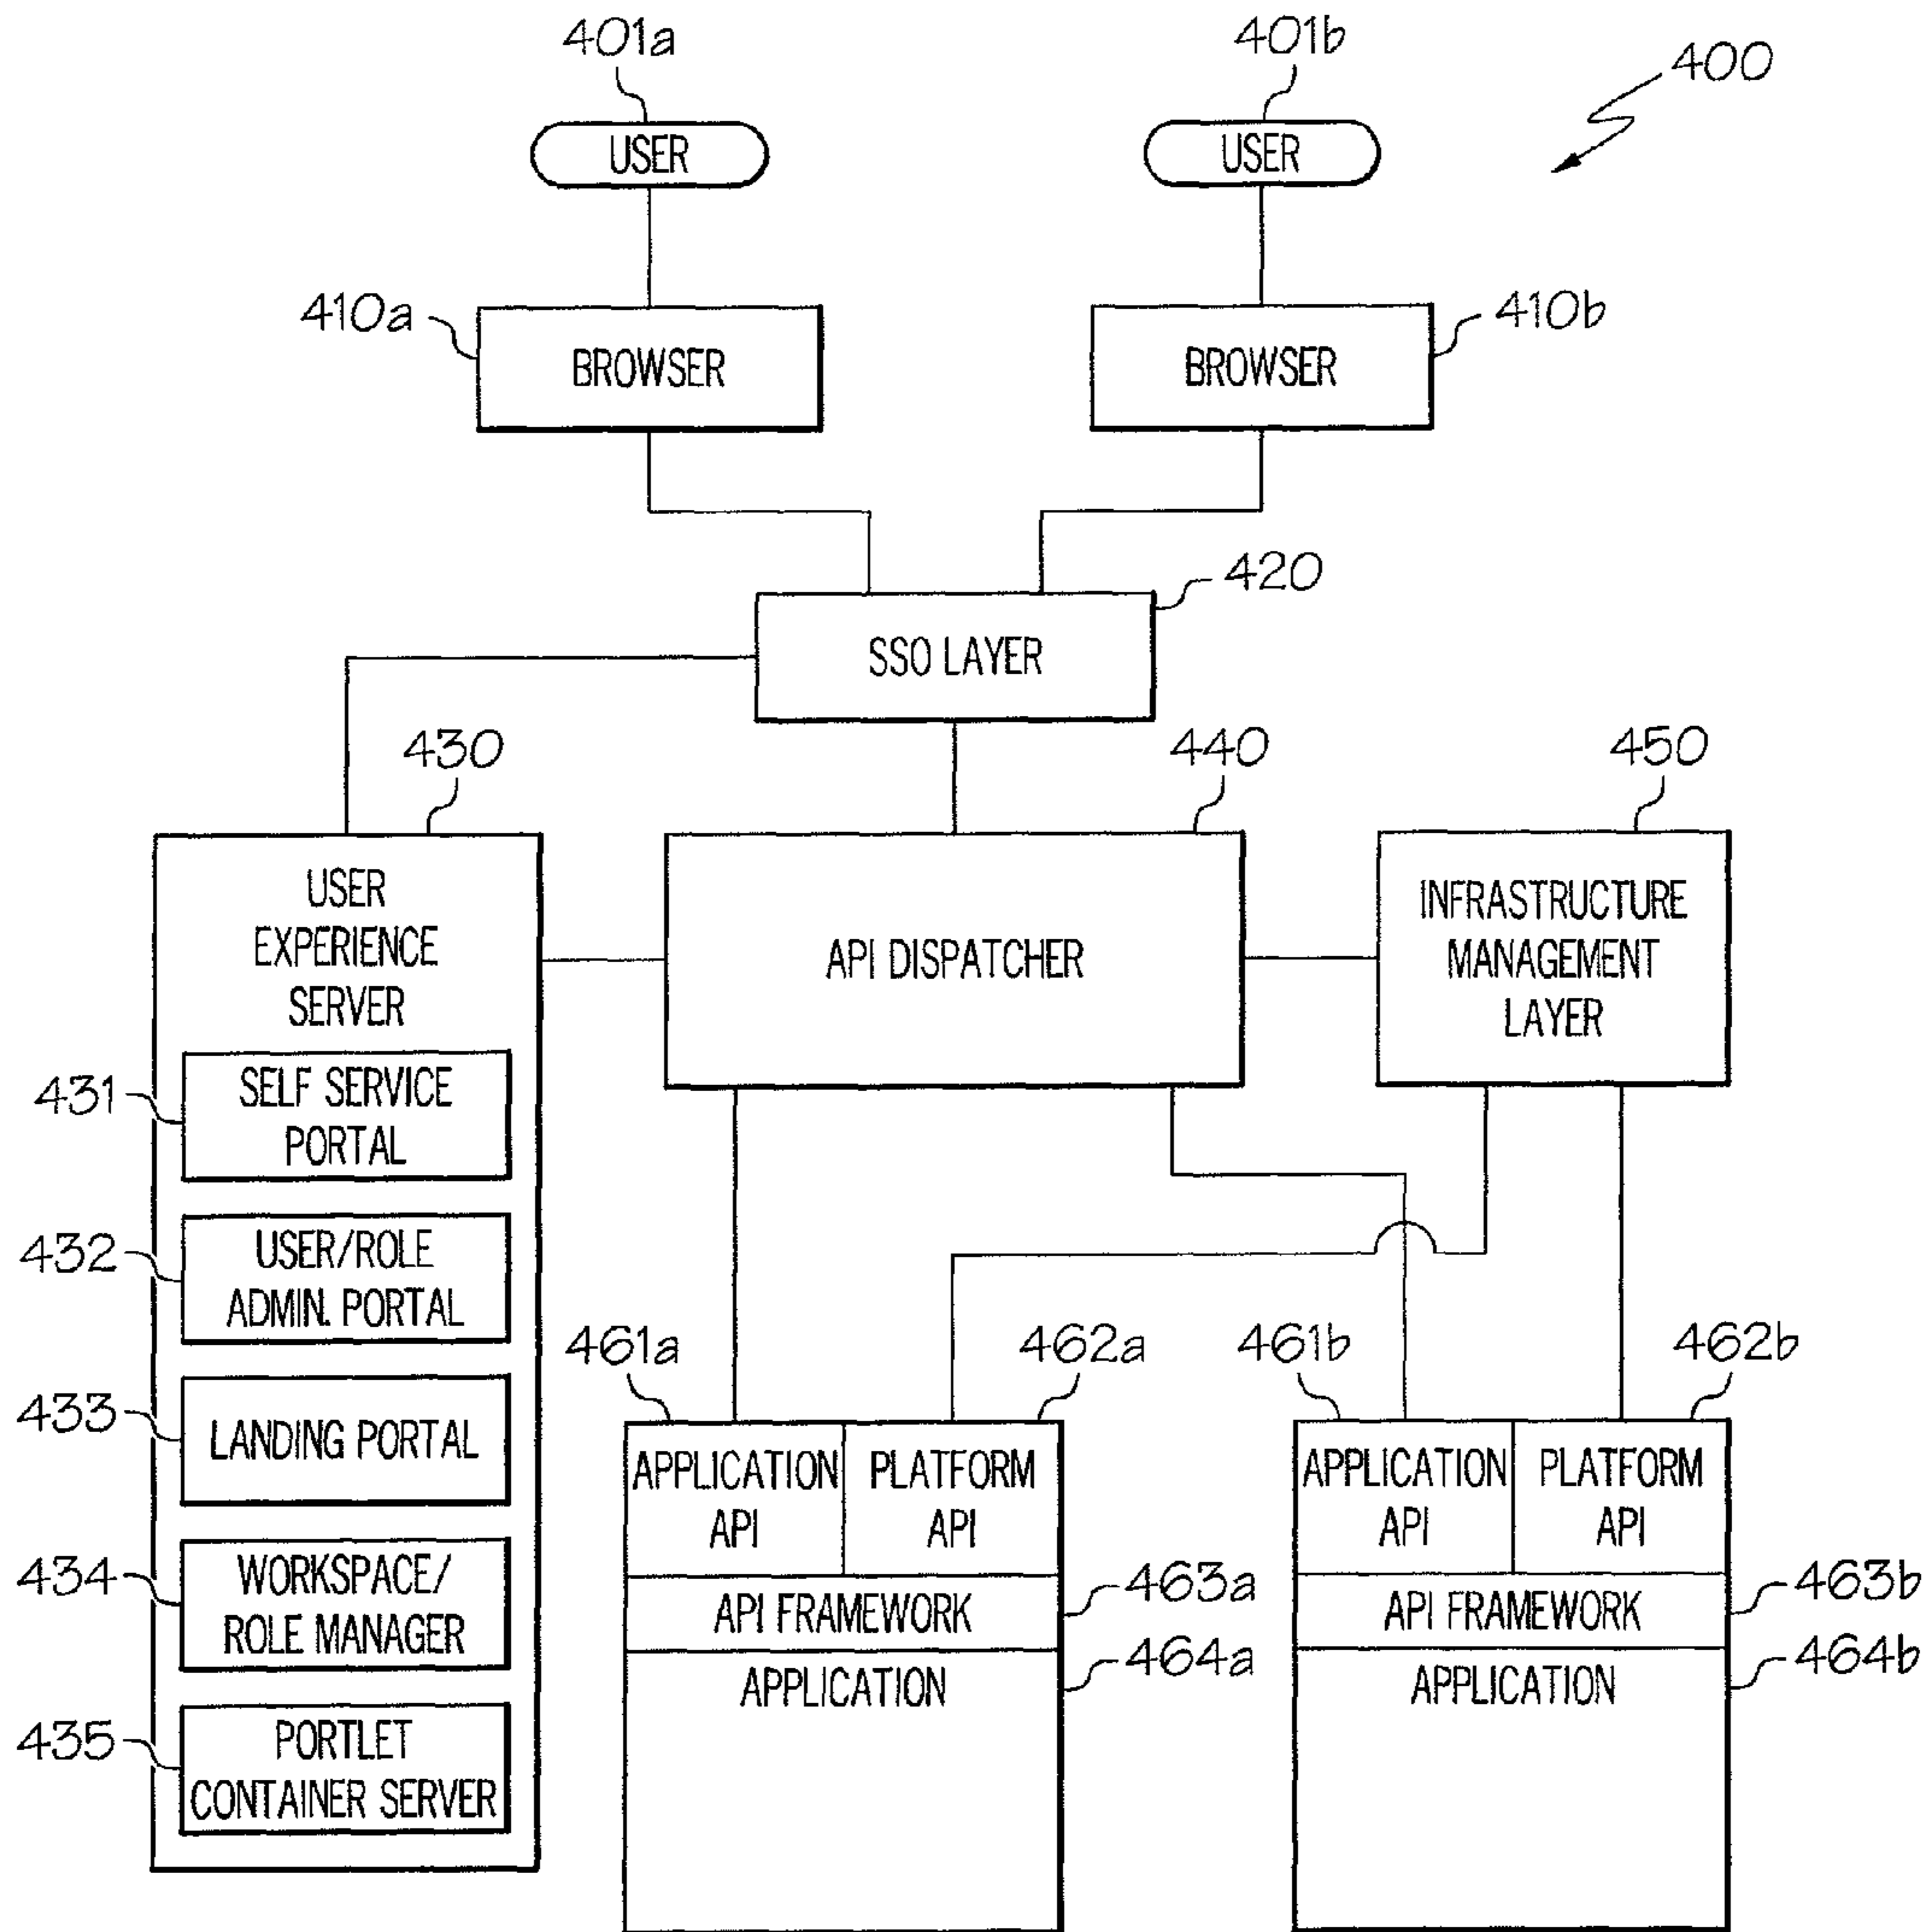 401a
401b
400
USER
USER
410a
BROWSER
BROWSER
410b
420
SSO LAYER
430
440
450
USER
EXPERIENCE
SERVER
API DISPATCHER
INFRASTRUCTURE
MANAGEMENT
LAYER
431
SELF SERVICE
PORTAL
432
USER/ROLE
ADMIN. PORTAL
433
LANDING PORTAL
434
WORKSPACE/
ROLE MANAGER
435
PORTLET
CONTAINER SERVER
461a
462a
461b
462b
APPLICATION
API
PLATFORM
API
APPLICATION
API
PLATFORM
API
API FRAMEWORK
463a
API FRAMEWORK
463b
APPLICATION
464a
APPLICATION
464b